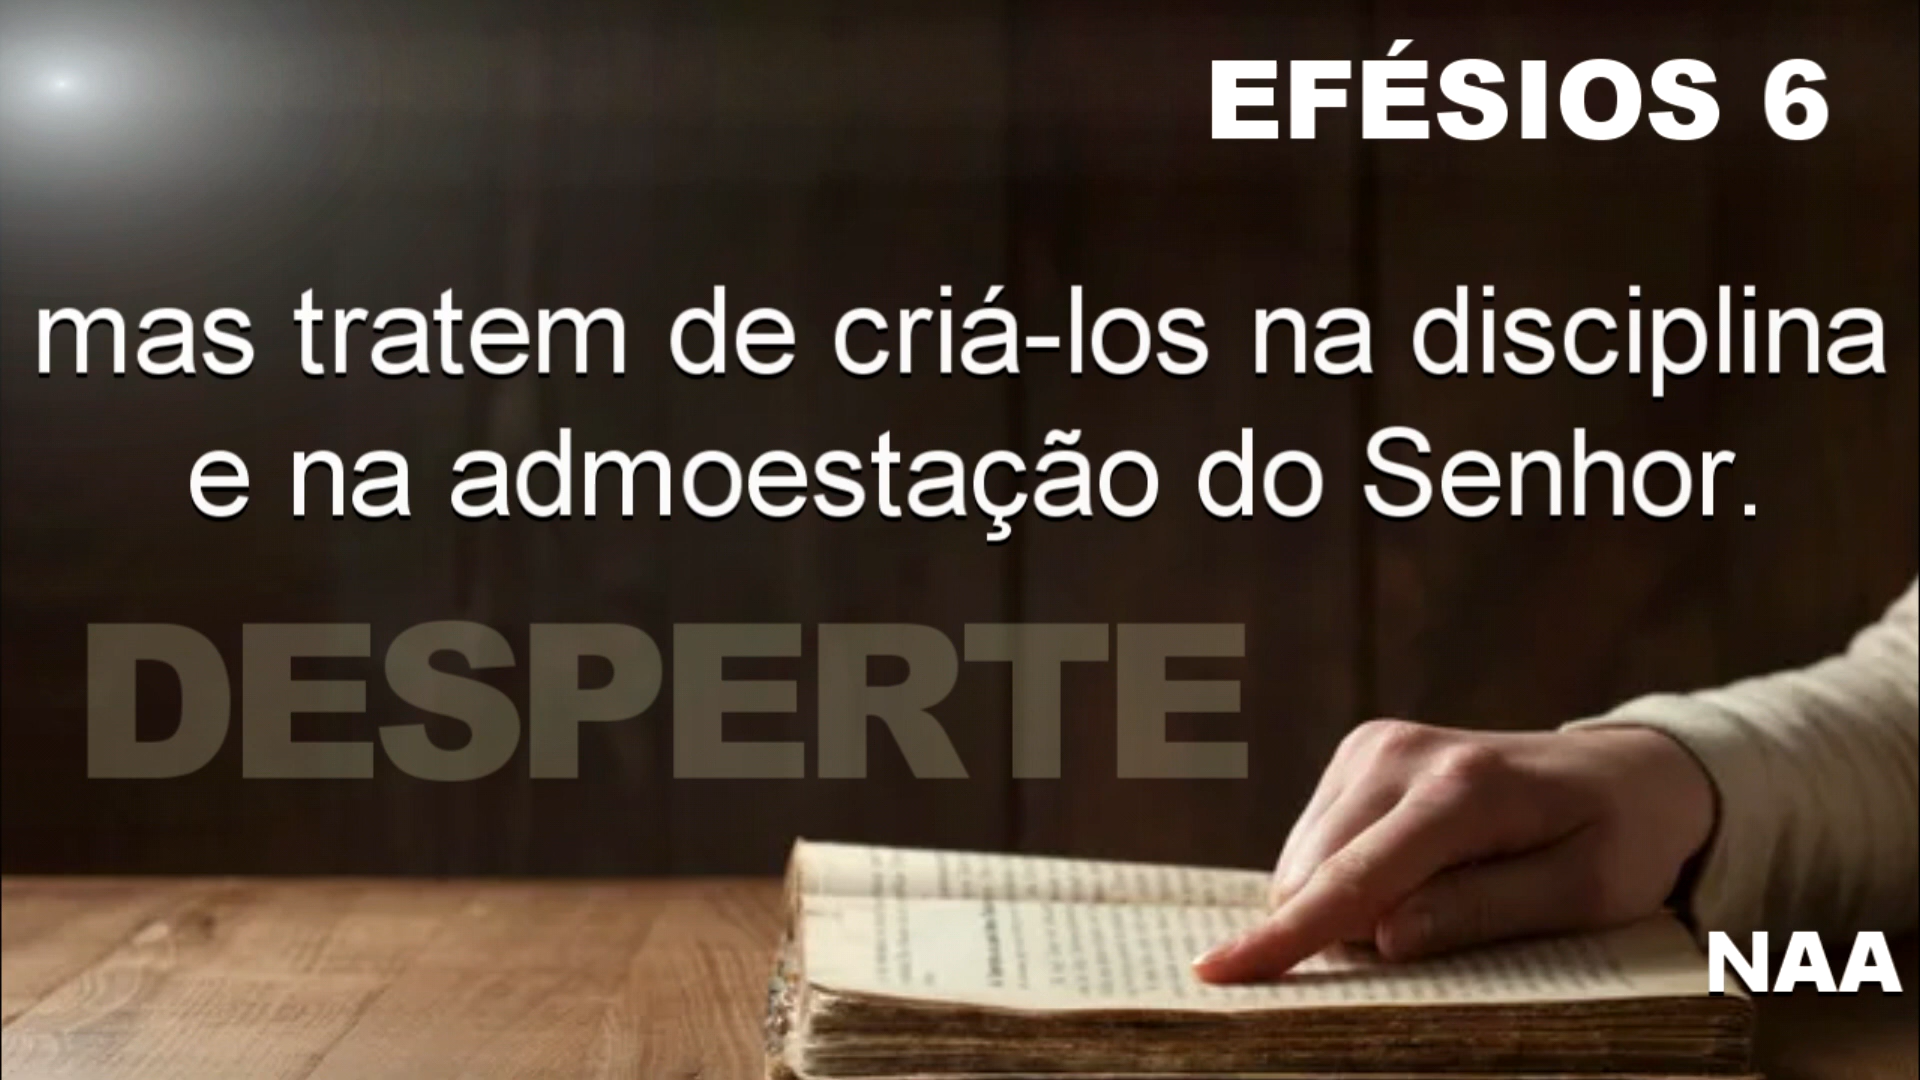 EFÉSIOS 6
mas tratem de criá-los na disciplina
e na admoestação do Senhor.
DESPERTE
NAA